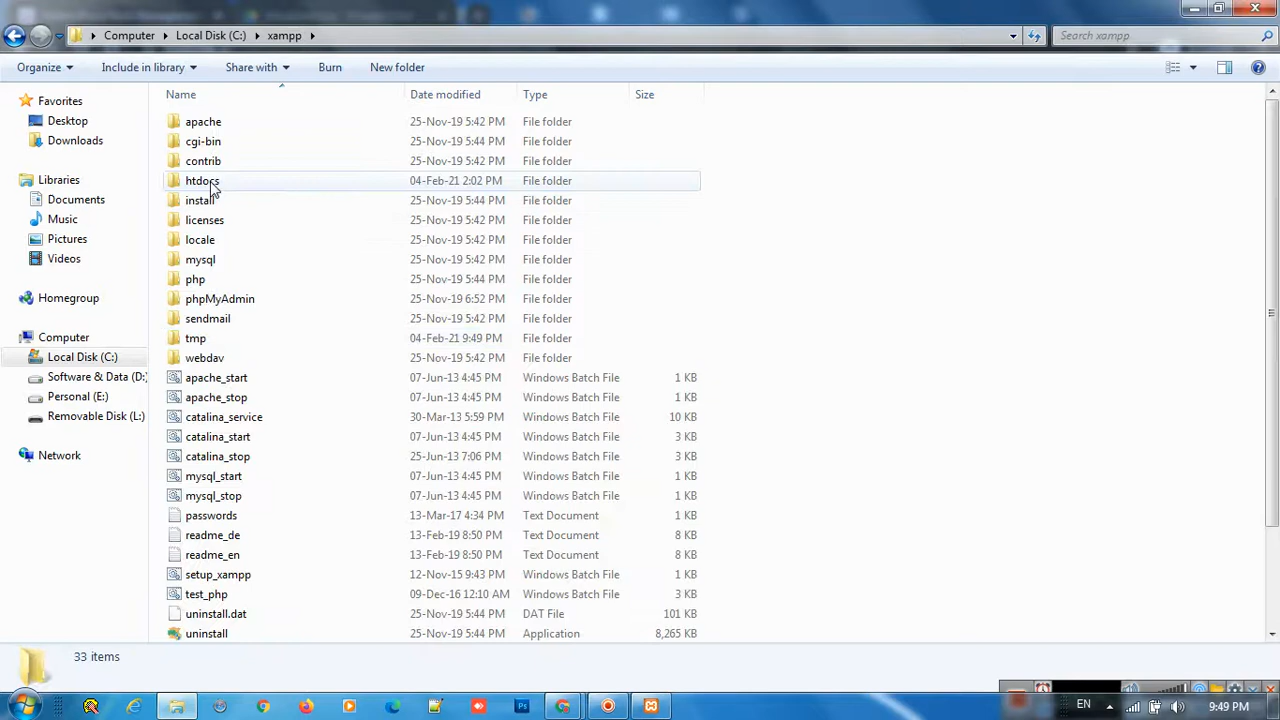 Computer Local Disk (C:) xampp Search xampp
Organize Include in library Share with Burn New folder
Name Date modified Type Size
Favorites
Desktop
Downloads
Libraries
Documents
Music
Pictures
Videos
Homegroup
Computer
Local Disk (C:)
Software & Data (D:)
Personal (E:)
Removable Disk (L:)
Network
apache 25-Nov-19 5:42 PM File folder
cgi-bin 25-Nov-19 5:44 PM File folder
contrib 25-Nov-19 5:42 PM File folder
htdocs 04-Feb-21 2:02 PM File folder
install 25-Nov-19 5:44 PM File folder
licenses 25-Nov-19 5:42 PM File folder
locale 25-Nov-19 5:42 PM File folder
mysql 25-Nov-19 5:42 PM File folder
php 25-Nov-19 5:44 PM File folder
phpMyAdmin 25-Nov-19 6:52 PM File folder
sendmail 25-Nov-19 5:42 PM File folder
tmp 04-Feb-21 9:49 PM File folder
webdav 25-Nov-19 5:42 PM File folder
apache_start 07-Jun-13 4:45 PM Windows Batch File 1 KB
apache_stop 07-Jun-13 4:45 PM Windows Batch File 1 KB
catalina_service 30-Mar-13 5:59 PM Windows Batch File 10 KB
catalina_start 07-Jun-13 4:45 PM Windows Batch File 3 KB
catalina_stop 25-Jun-13 7:06 PM Windows Batch File 3 KB
mysql_start 07-Jun-13 4:45 PM Windows Batch File 1 KB
mysql_stop 07-Jun-13 4:45 PM Windows Batch File 1 KB
passwords 13-Mar-17 4:34 PM Text Document 1 KB
readme_de 13-Feb-19 8:50 PM Text Document 8 KB
readme_en 13-Feb-19 8:50 PM Text Document 8 KB
setup_xampp 12-Nov-15 9:43 PM Windows Batch File 1 KB
test_php 09-Dec-16 12:10 AM Windows Batch File 3 KB
uninstall.dat 25-Nov-19 5:44 PM DAT File 101 KB
uninstall 25-Nov-19 5:44 PM Application 8,265 KB
33 items
EN 9:49 PM